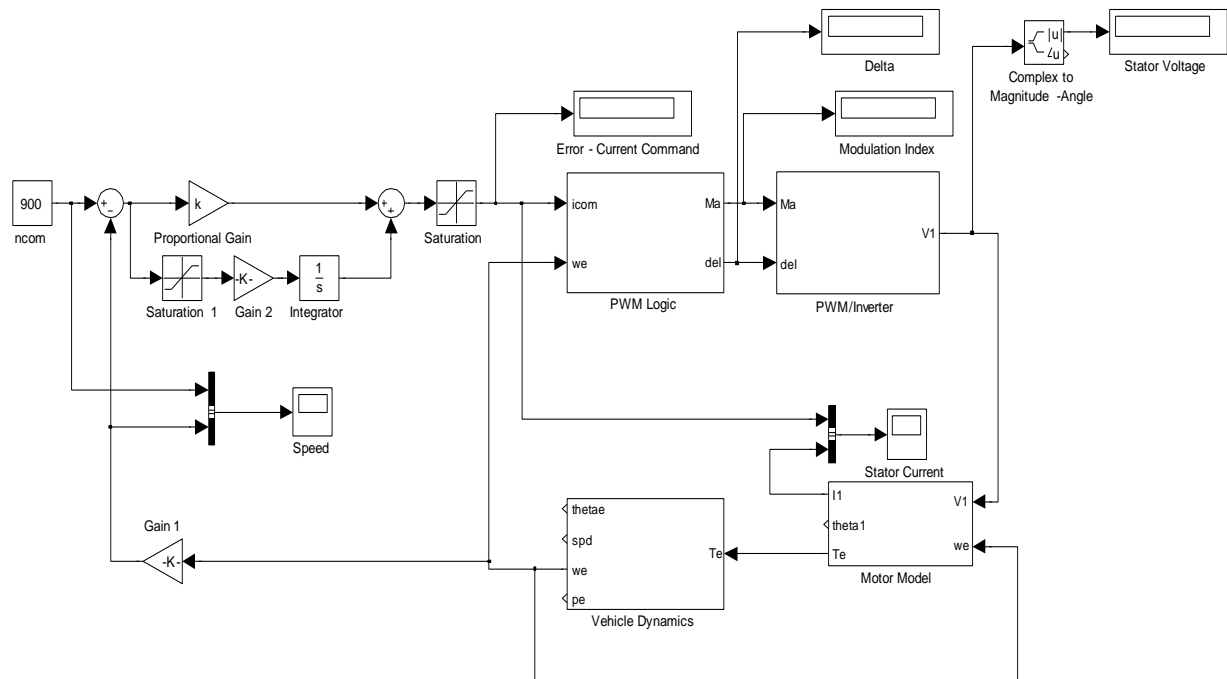 Delta
|u|
∠u
Complex to
Magnitude -Angle
Stator Voltage
Error - Current Command
Modulation Index
900
ncom
+
−
k
Proportional Gain
+
+
Saturation
icom
we
Ma
del
PWM Logic
Ma
del
V1
PWM/Inverter
Saturation 1
-K-
Gain 2
1
s
Integrator
Speed
Stator Current
Gain 1
-K-
thetae
spd
we
pe
Te
Vehicle Dynamics
I1
theta1
Te
V1
we
Motor Model